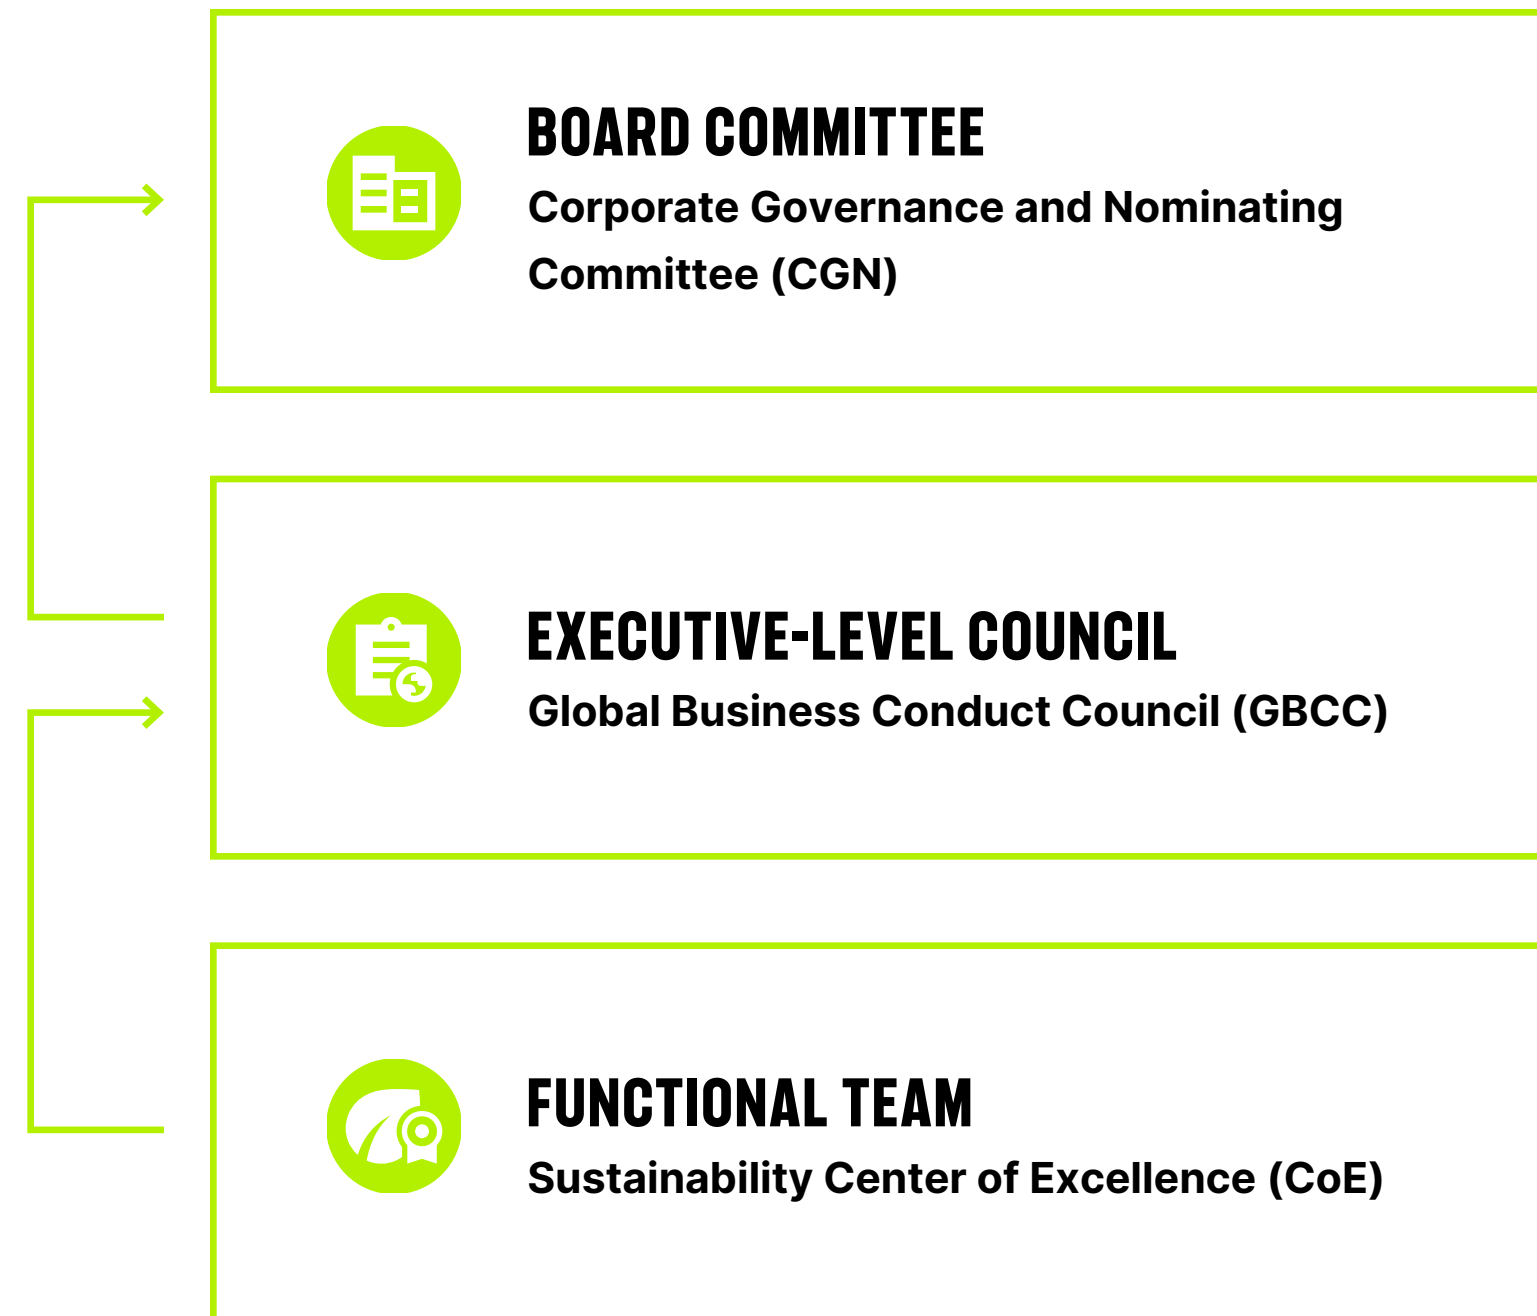 BOARD COMMITTEE
Corporate Governance and Nominating
Committee (CGN)
EXECUTIVE-LEVEL COUNCIL
Global Business Conduct Council (GBCC)
FUNCTIONAL TEAM
Sustainability Center of Excellence (CoE)